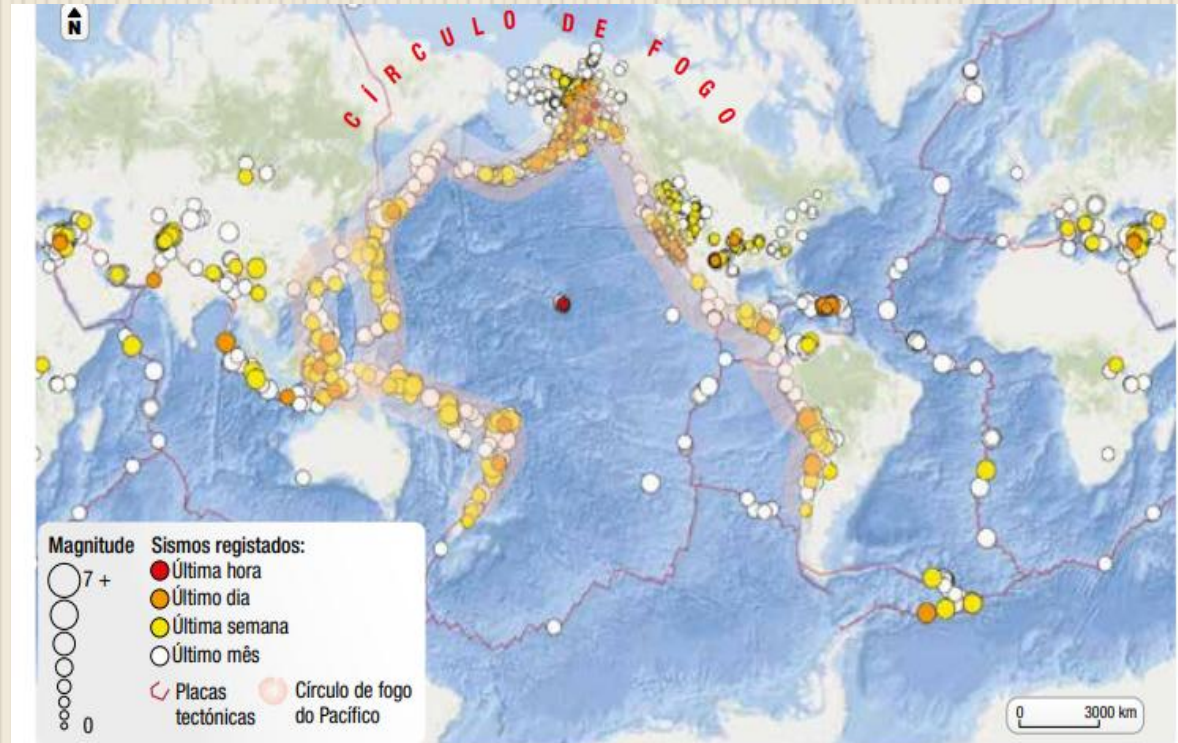 N
CÍRCULO DE FOGO
Magnitude
7 +
0
Sismos registados:
Última hora
Último dia
Última semana
Último mês
Placas
tectónicas
Círculo de fogo
do Pacífico
0 3000 km